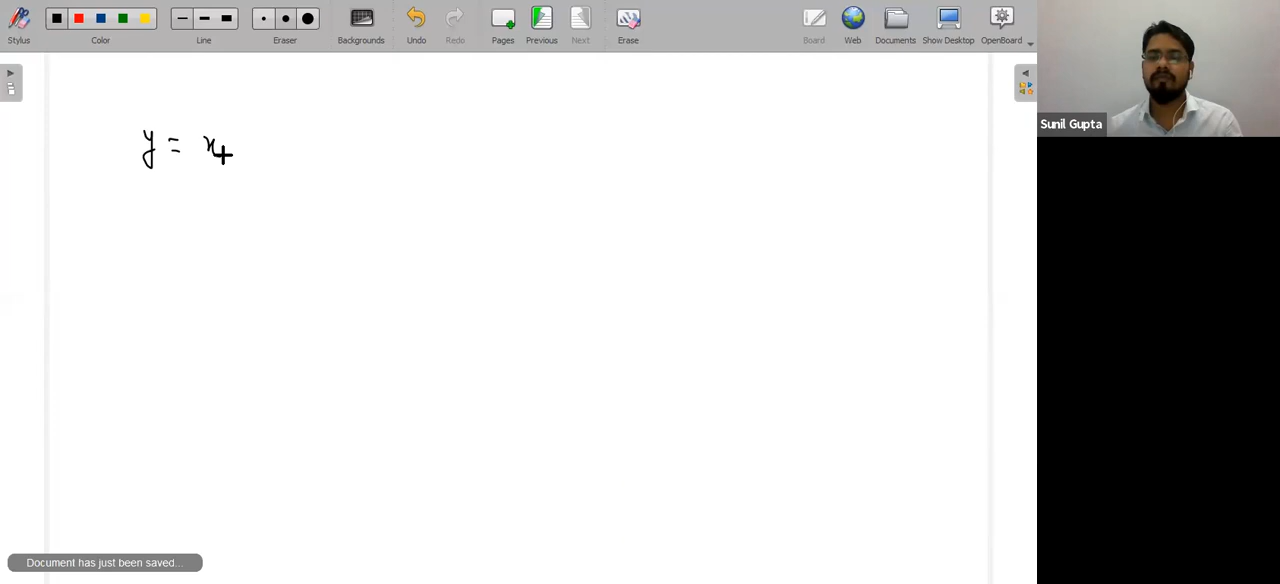 Stylus
Color
Line
Eraser
Backgrounds
Undo
Redo
Pages
Previous
Next
Erase
Board
Web
Documents
Show Desktop
OpenBoard
Sunil Gupta
y = x
Document has just been saved...